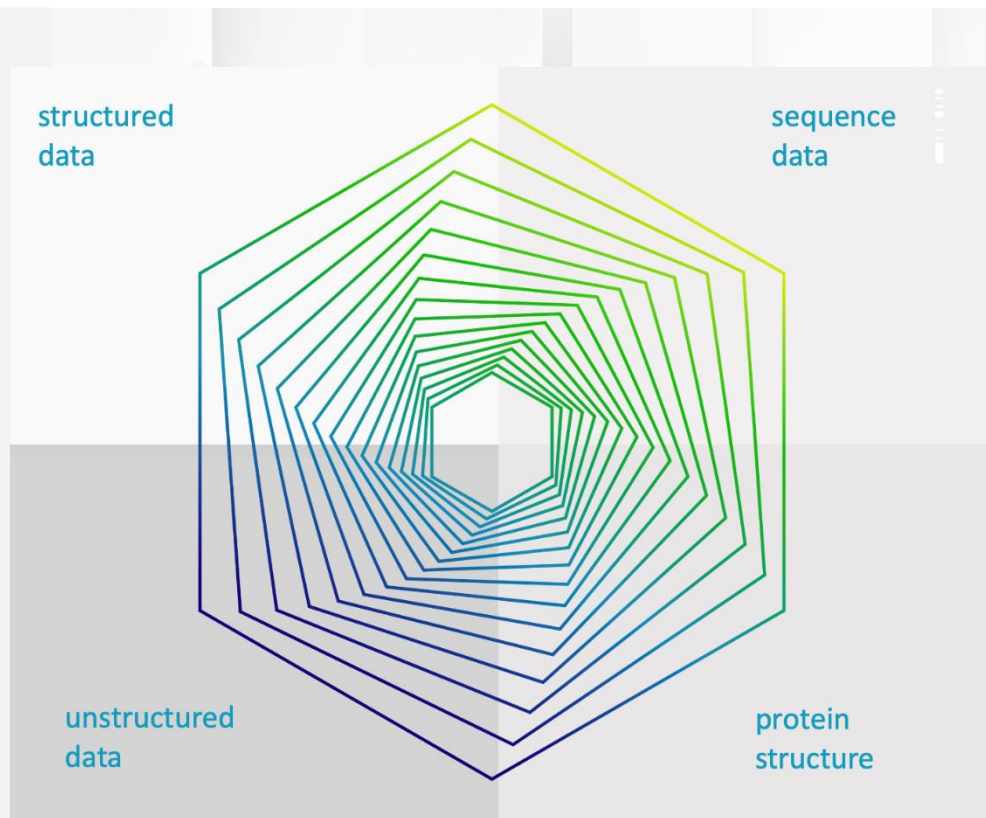 structured
data
sequence
data
unstructured
data
protein
structure